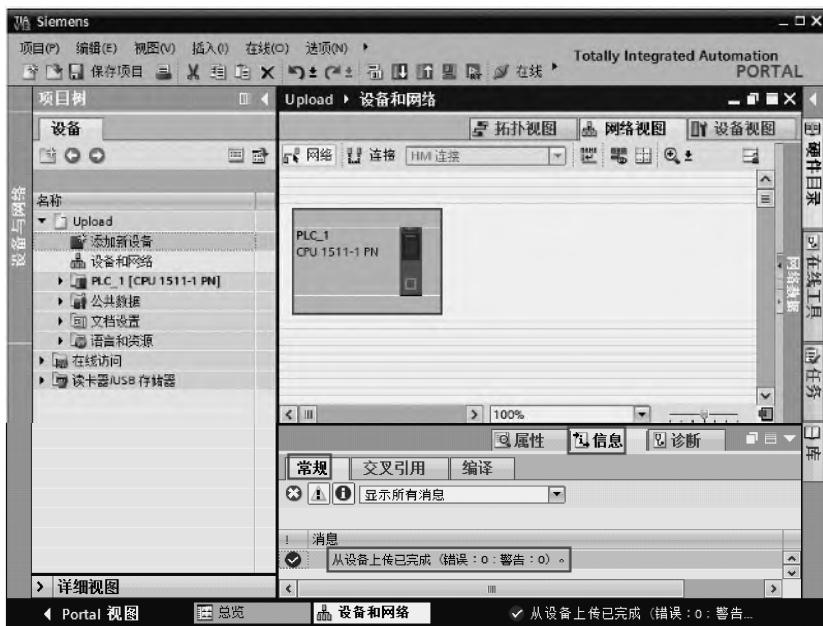 Siemens
项目(P) 编辑(E) 视图(V) 插入(I) 在线(O) 选项(N)
保存项目 在线
Totally Integrated Automation
PORTAL
项目树
设备
名称
Upload
添加新设备
设备和网络
PLC_1 [CPU 1511-1 PN]
公共数据
文档设置
语言和资源
在线访问
读卡器/USB 存储器
详细视图
设备与网络
Upload 设备和网络
拓扑视图 网络视图 设备视图
网络 连接 HMI 连接
PLC_1
CPU 1511-1 PN
100%
网络数据
属性 信息 诊断
常规 交叉引用 编译
显示所有消息
! 消息
从设备上传已完成（错误：0：警告：0）。
硬件目录
在线工具
任务
库
Portal 视图 总览 设备和网络 从设备上传已完成（错误：0：警告...